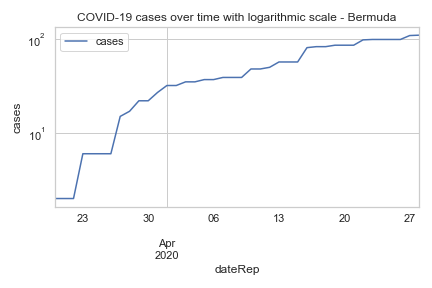 COVID-19 cases over time with logarithmic scale - Bermuda
cases
10²
10¹
cases
23 30 06 13 20 27
Apr
2020
dateRep